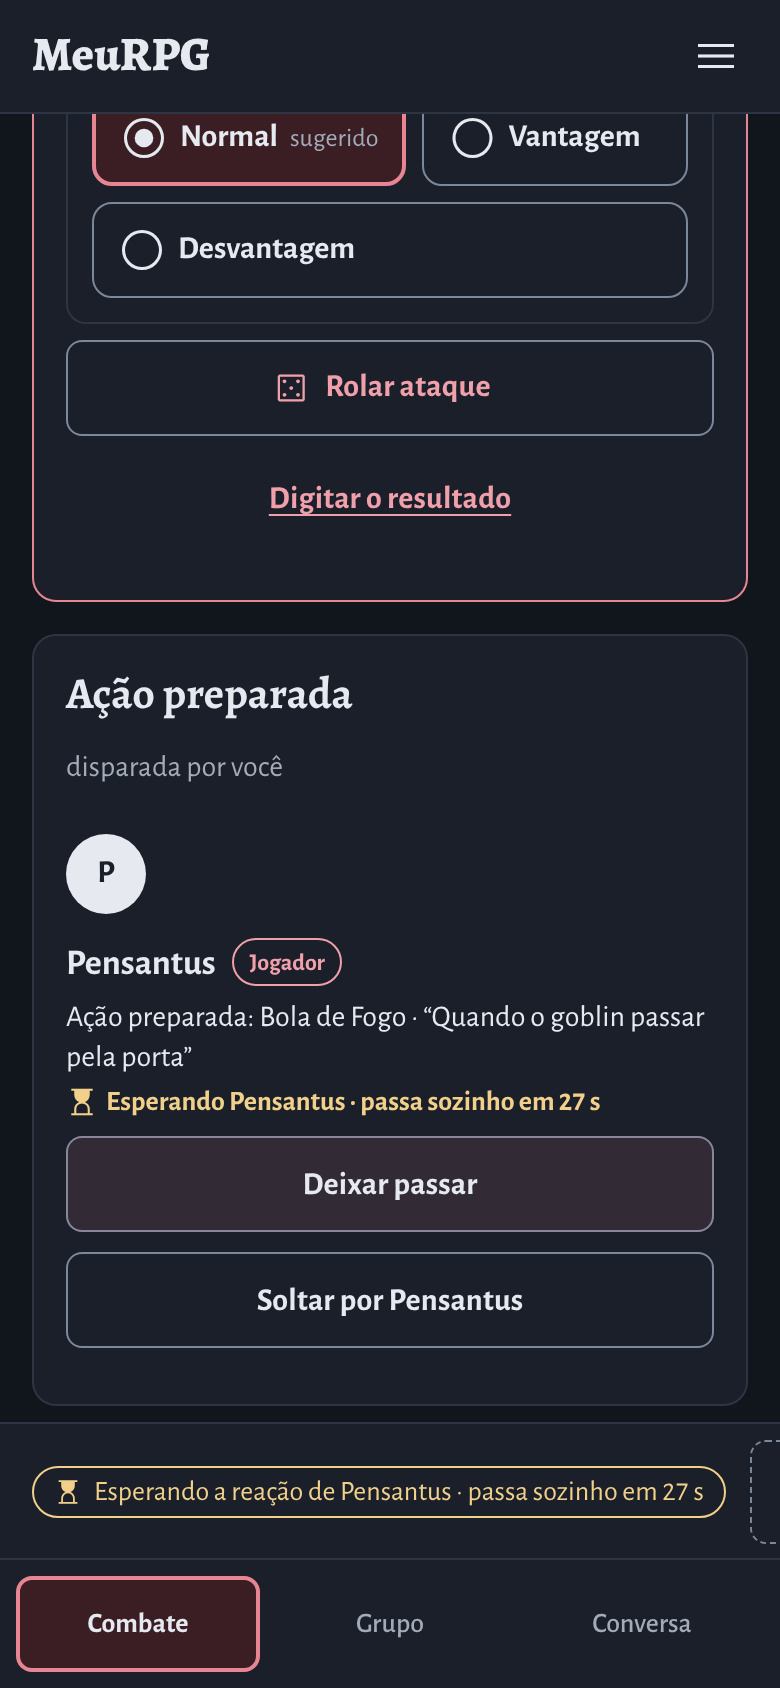 MeuRPG
Normal sugerido
Vantagem
Desvantagem
Rolar ataque
Digitar o resultado
Ação preparada
disparada por você
P
Pensantus Jogador
Ação preparada: Bola de Fogo · “Quando o goblin passar
pela porta”
Esperando Pensantus · passa sozinho em 27 s
Deixar passar
Soltar por Pensantus
Esperando a reação de Pensantus · passa sozinho em 27 s
Combate
Grupo
Conversa